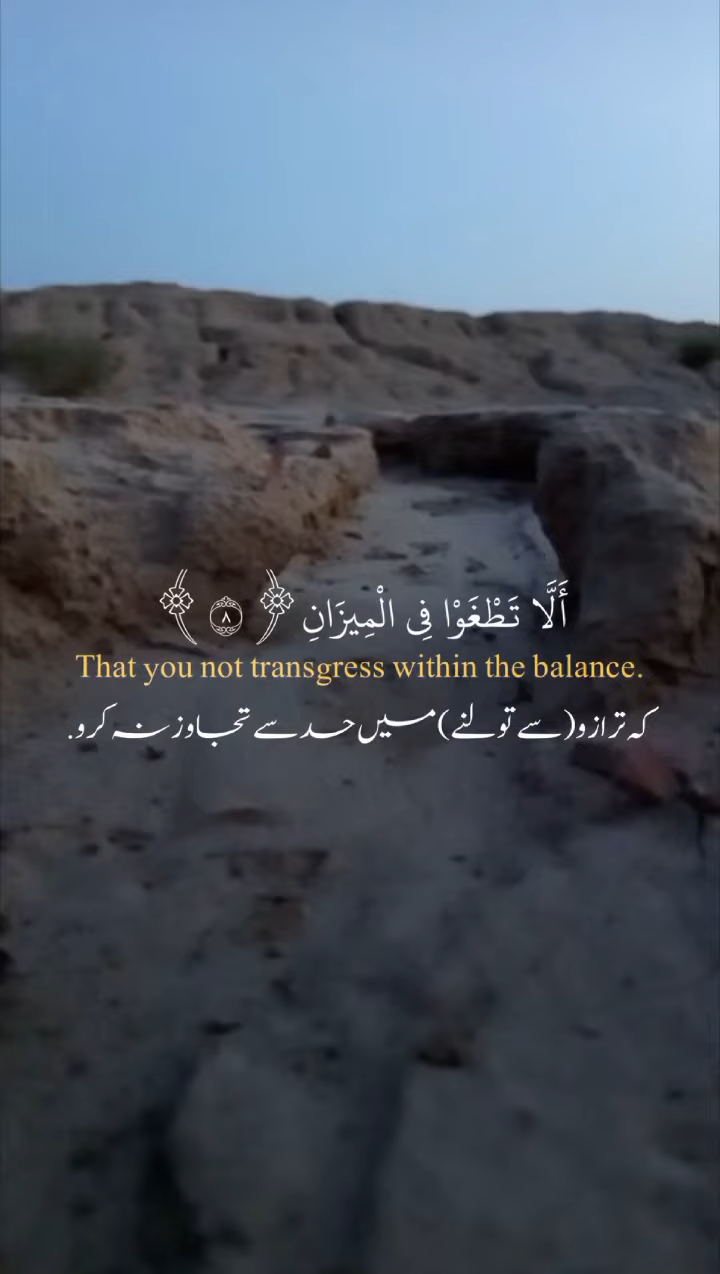 أَلَّا تَطْغَوْا فِى الْمِيزَانِ ﴿٨﴾
That you not transgress within the balance.
کہ ترازو(سے تولنے)میں حد سے تجاوز نہ کرو.